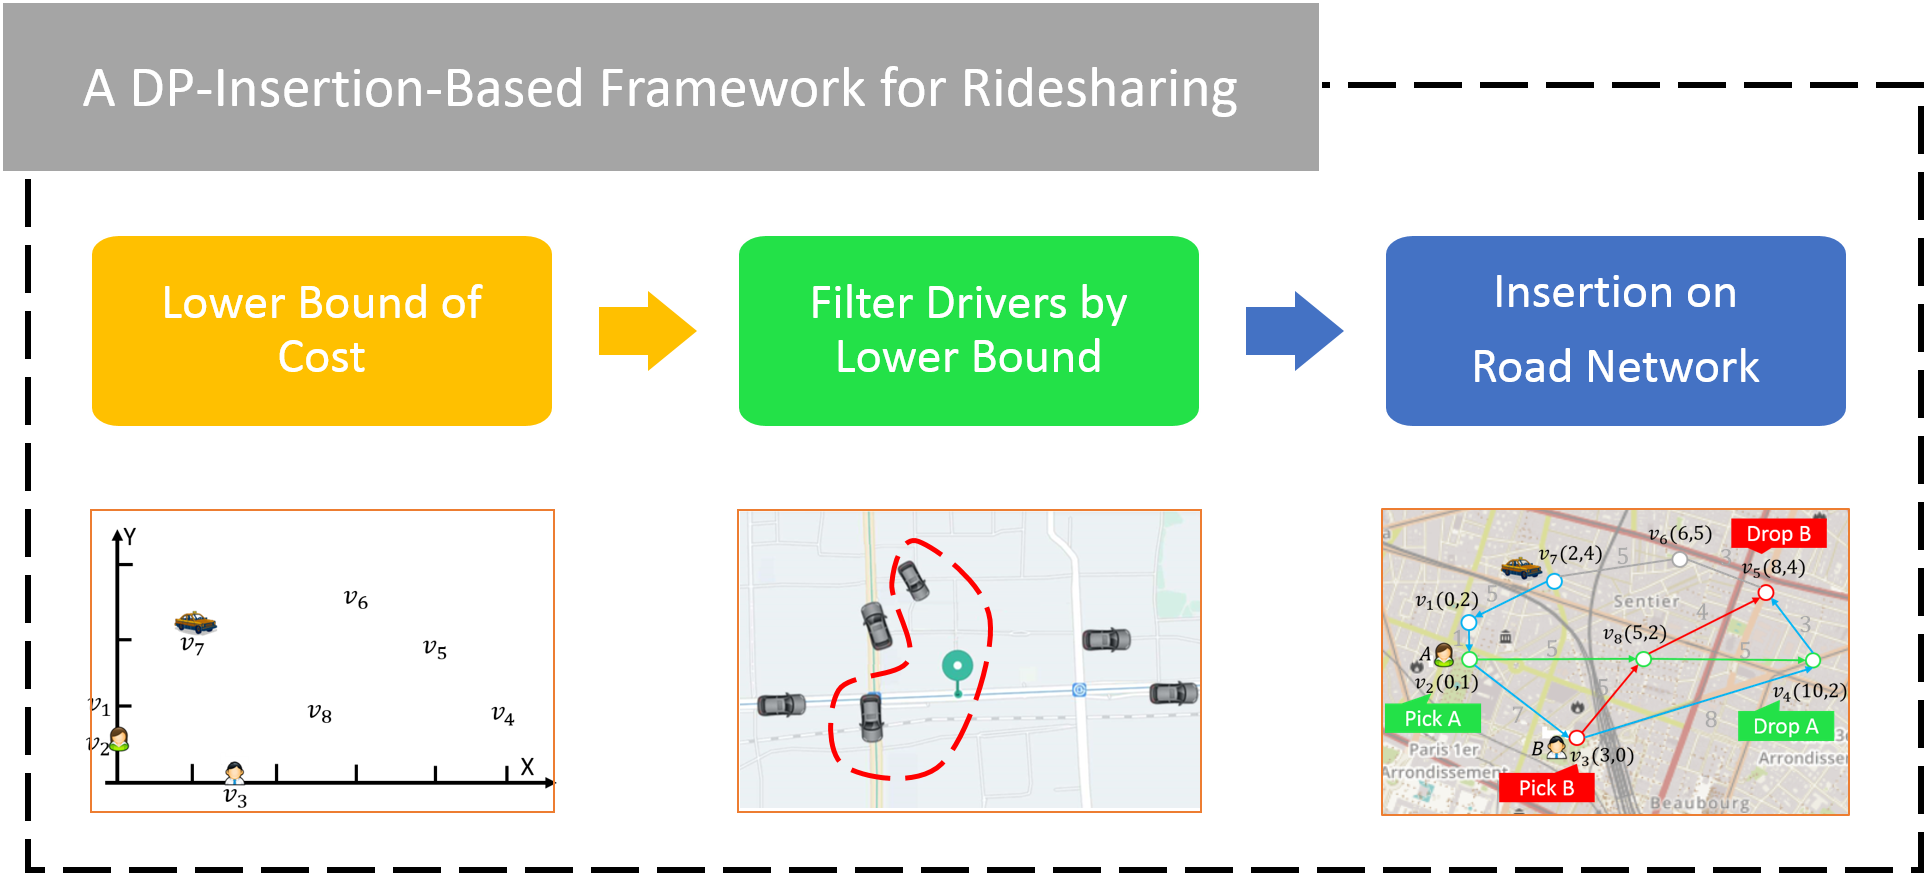 A DP-Insertion-Based Framework for Ridesharing
Lower Bound of
Cost
Filter Drivers by
Lower Bound
Insertion on
Road Network
Y
v₆
v₇
v₅
v₁
v₈
v₄
v₂
X
v₃
v₆(6,5)
Drop B
v₇(2,4)
5
3
v₅(8,4)
5
v₁(0,2)
Sentier
4
1
v₈(5,2)
3
A
5
5
v₂(0,1)
5
v₄(10,2)
Pick A
7
8
Drop A
B
v₃(3,0)
Paris 1er
Arrondissement
Arrondisse
Pick B
Beaubourg